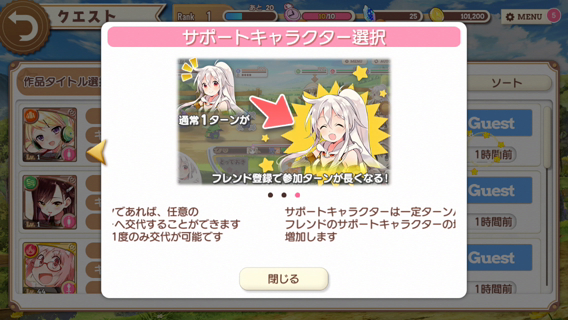 クエスト
Rank. 1
あと. 20
/10
25
10,200
MENU
5
サポートキャラクター選択
作品タイトル選
ソート
通常1ターンが
フレンド登録で参加ターンが長くなる!
Lv. 1
Guest
1時間前
Guest
1時間前
Lv. 1
Guest
であれば、任意の
へ交代することができます
1度のみ交代が可能です
サポートキャラクターは一定ターン
フレンドのサポートキャラクターの
増加します
閉じる